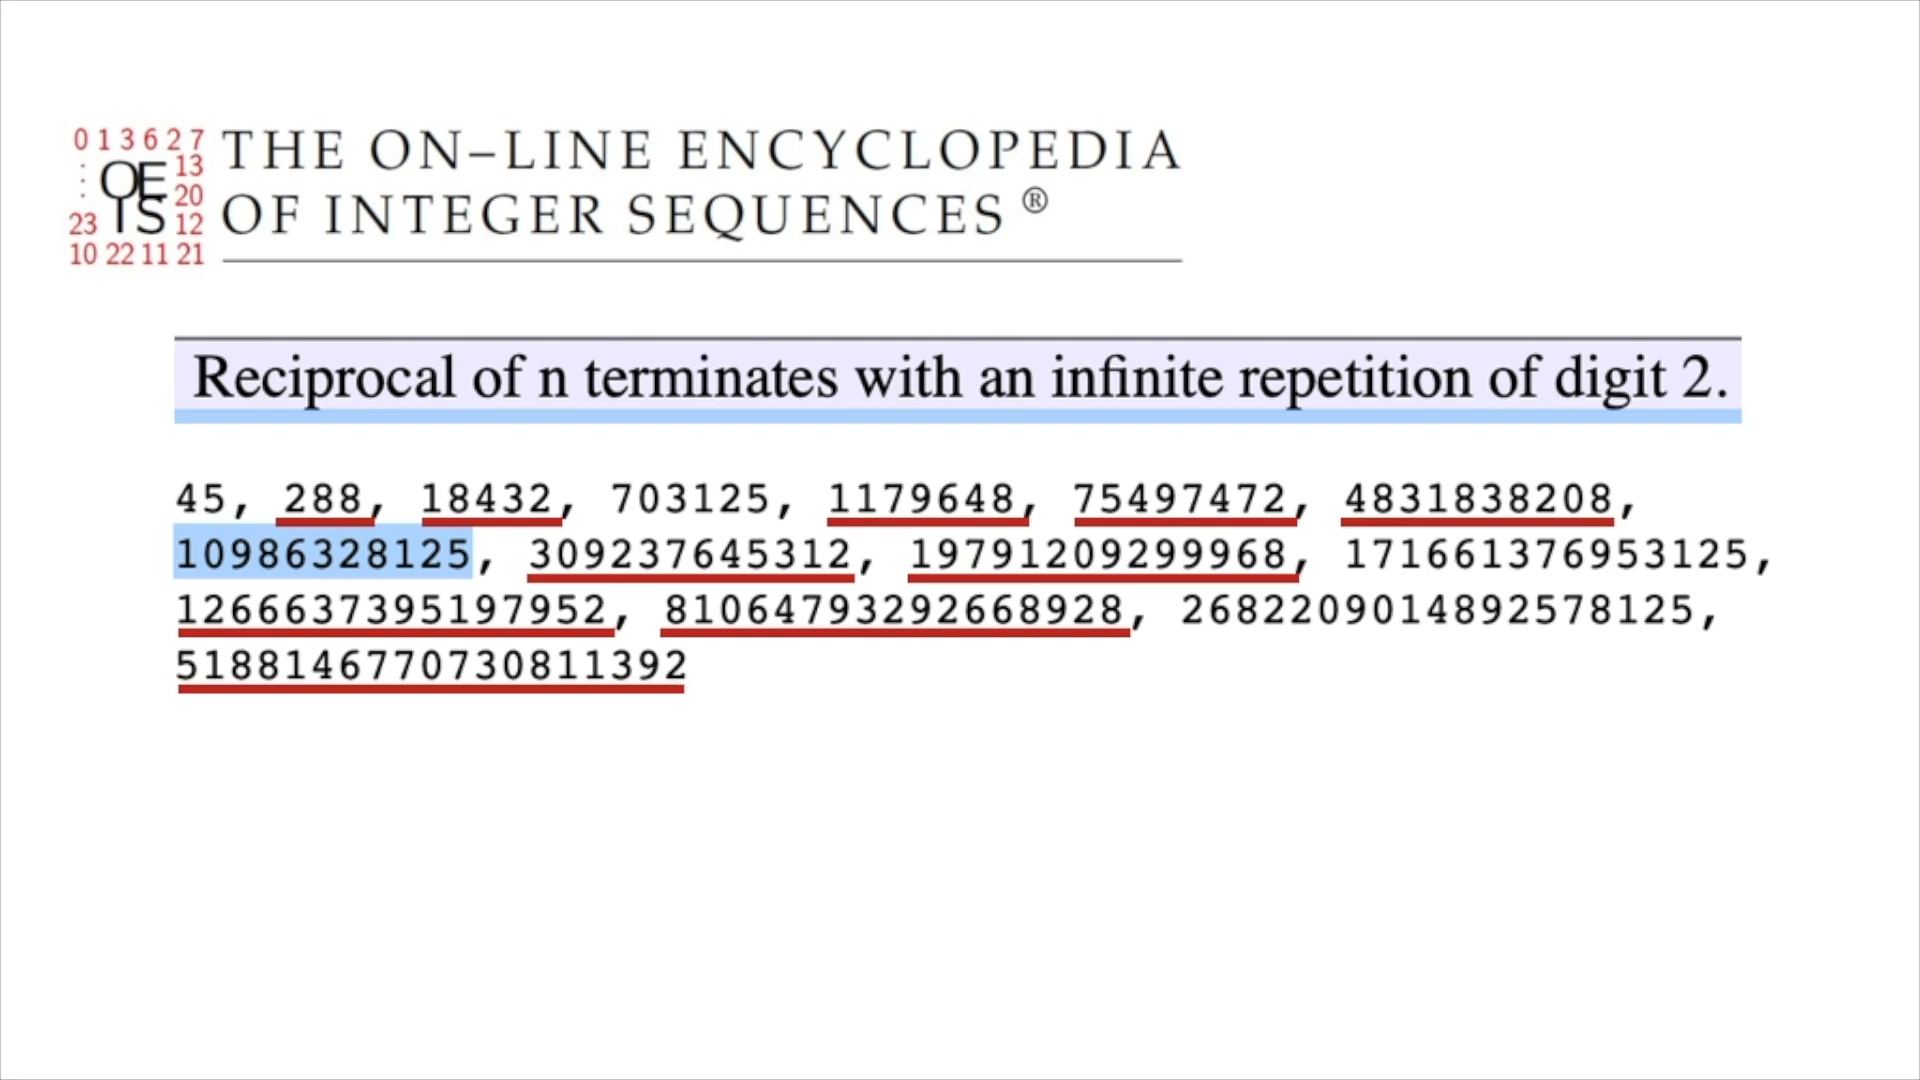 0 1 3 6 2 7
: OE 13
: IS 20
23 12
10 22 11 21
THE ON–LINE ENCYCLOPEDIA
OF INTEGER SEQUENCES ®
Reciprocal of n terminates with an infinite repetition of digit 2.
45, 288, 18432, 703125, 1179648, 75497472, 4831838208,
10986328125, 309237645312, 19791209299968, 171661376953125,
1266637395197952, 81064793292668928, 2682209014892578125,
5188146770730811392